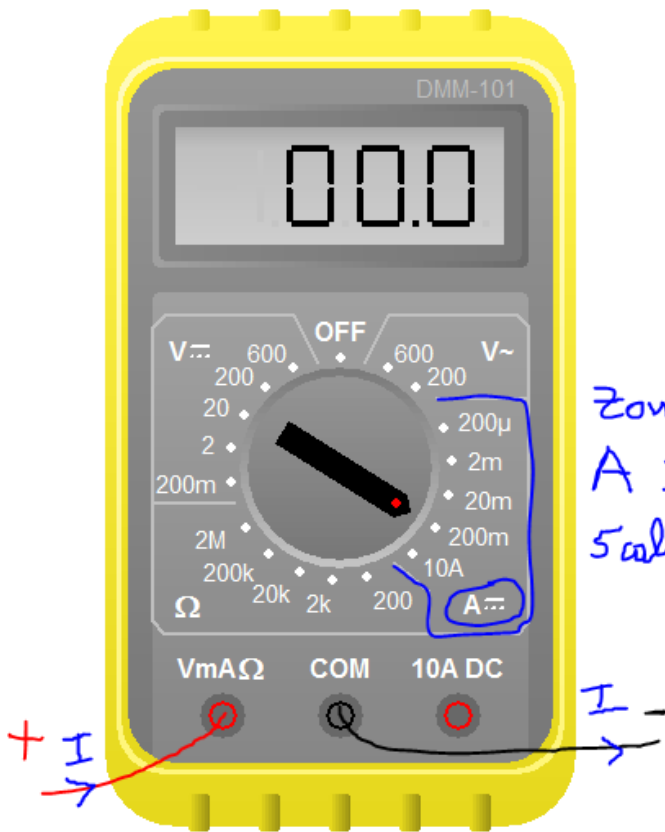 DMM-101
00.0
OFF
V⎓ 600 600 V~
200 200
20 200µ
2 2m
200m 20m
2M 200m
200k 10A
20k 2k 200
Ω A⎓
A
VmAΩ COM 10A DC
+ I
I -